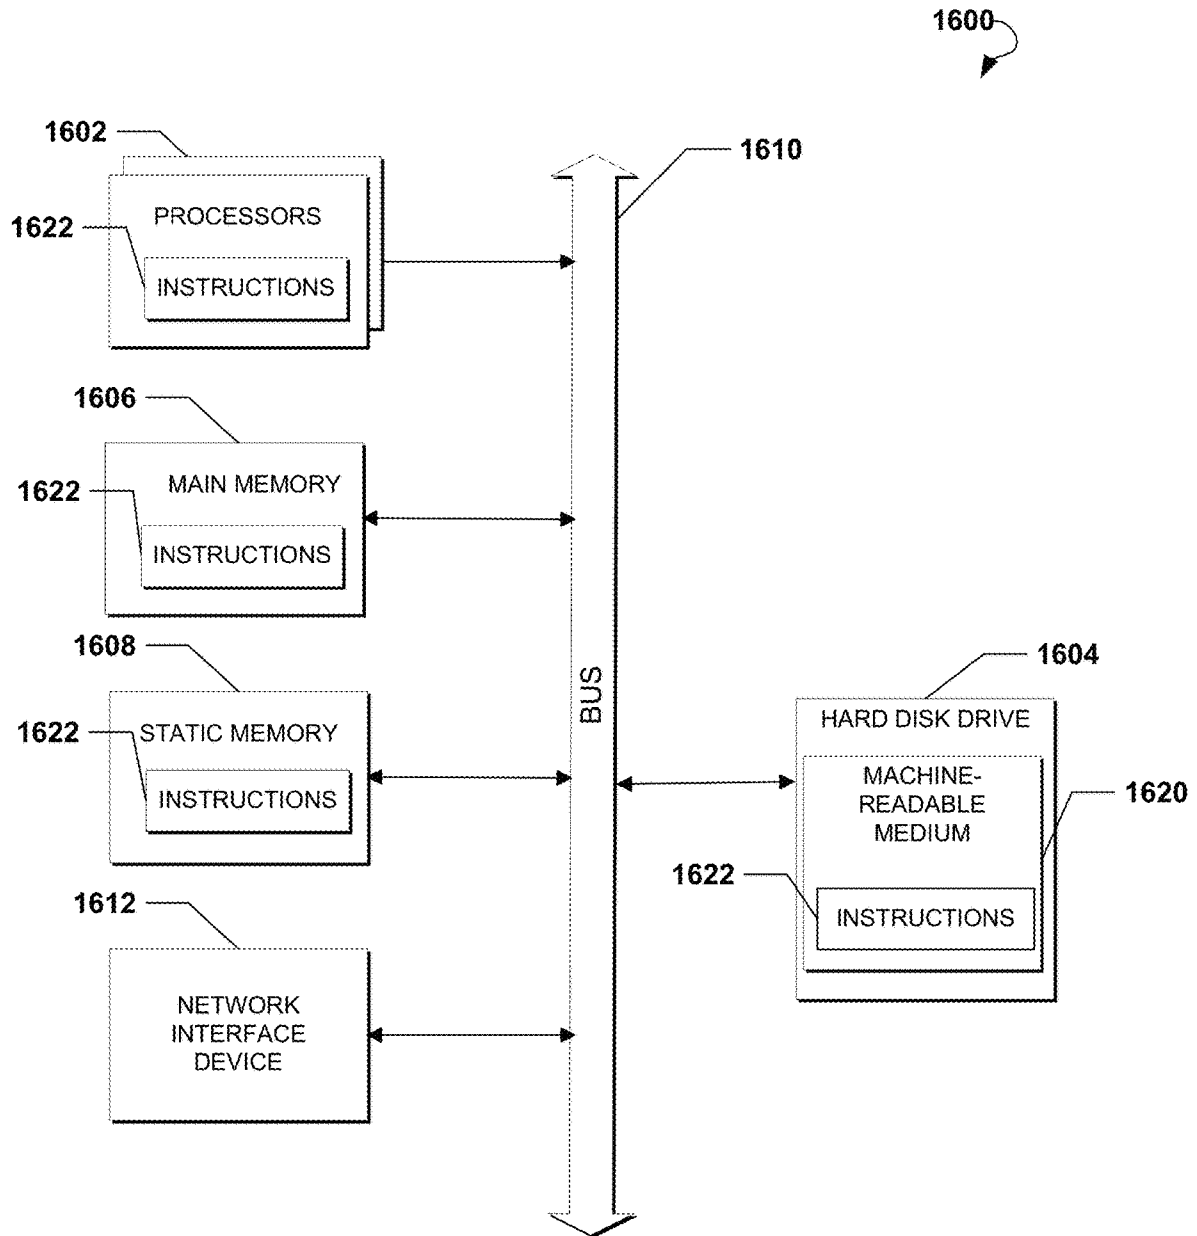 1600
1602
1610
PROCESSORS
1622
INSTRUCTIONS
1606
MAIN MEMORY
1622
INSTRUCTIONS
1608
STATIC MEMORY
1622
INSTRUCTIONS
BUS
1604
HARD DISK DRIVE
MACHINE-
READABLE
MEDIUM
1620
1622
INSTRUCTIONS
1612
NETWORK
INTERFACE
DEVICE